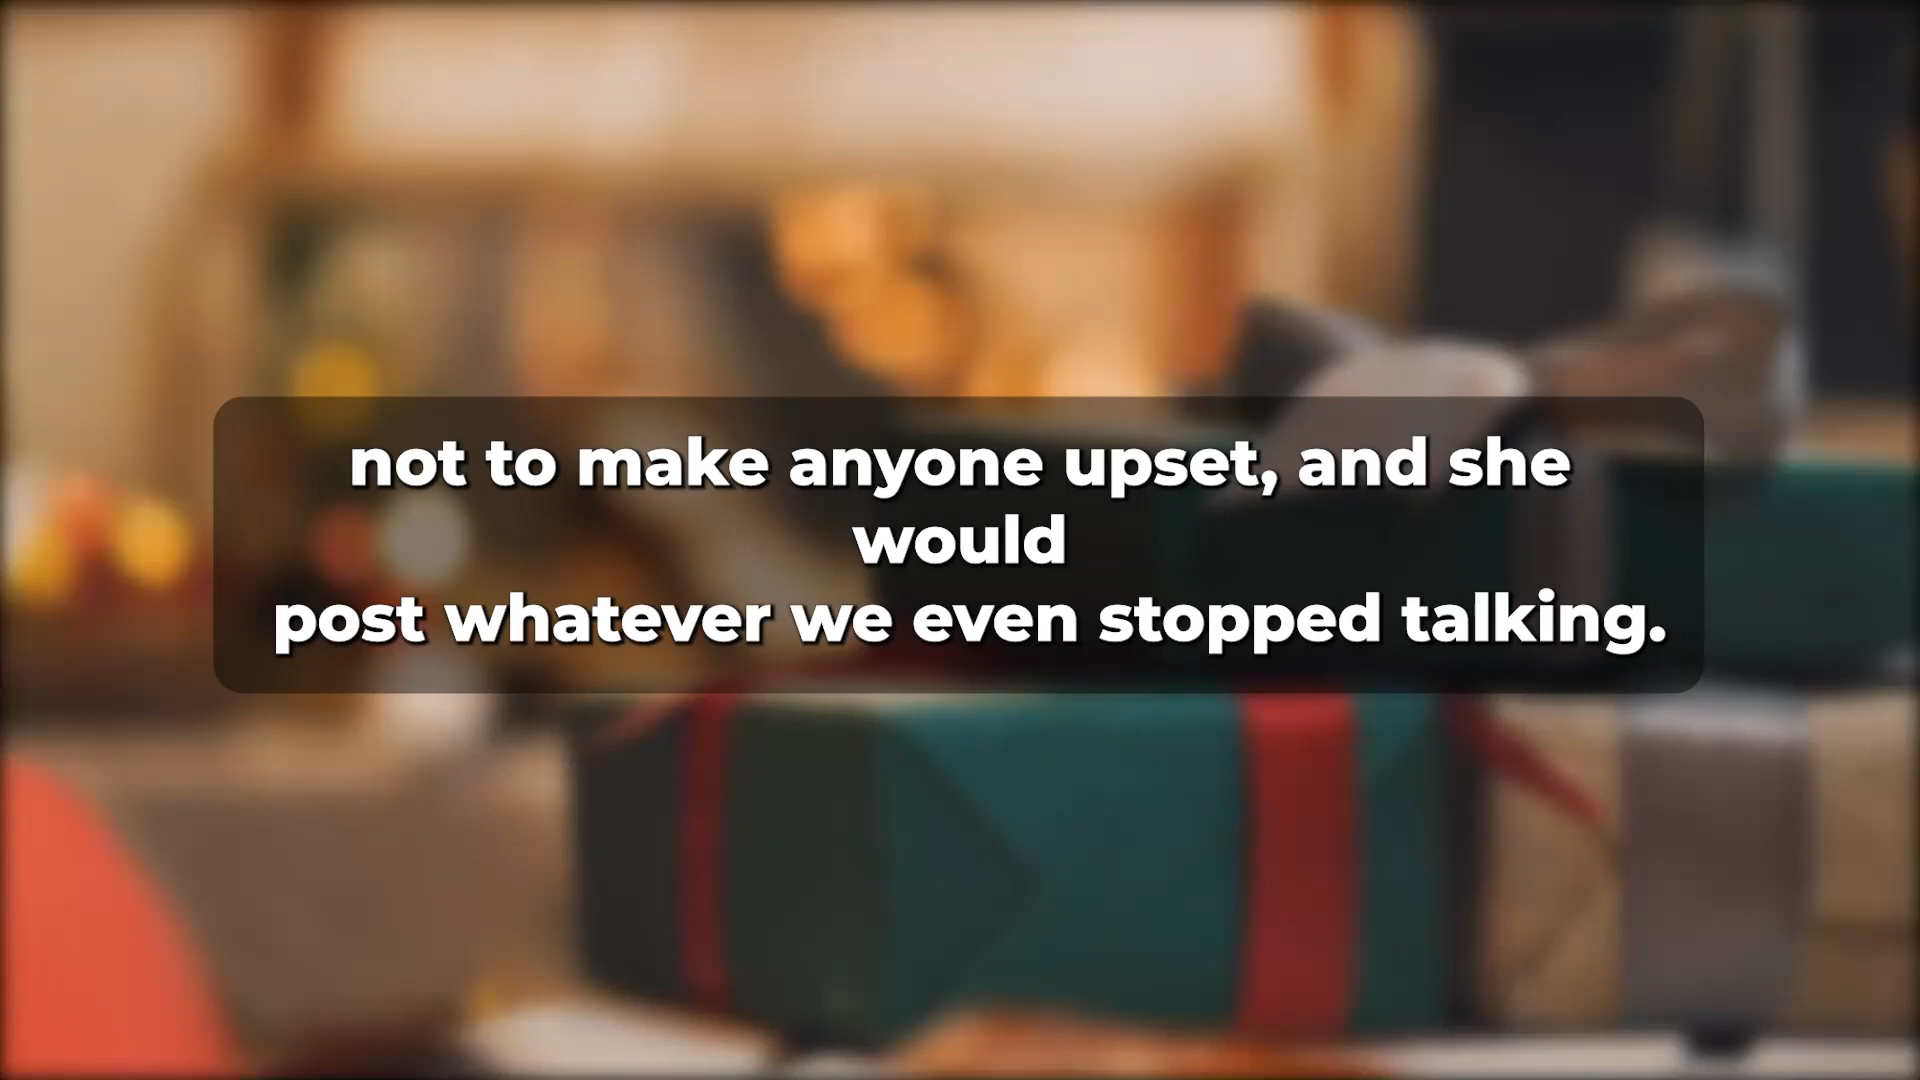 not to make anyone upset, and she
would
post whatever we even stopped talking.